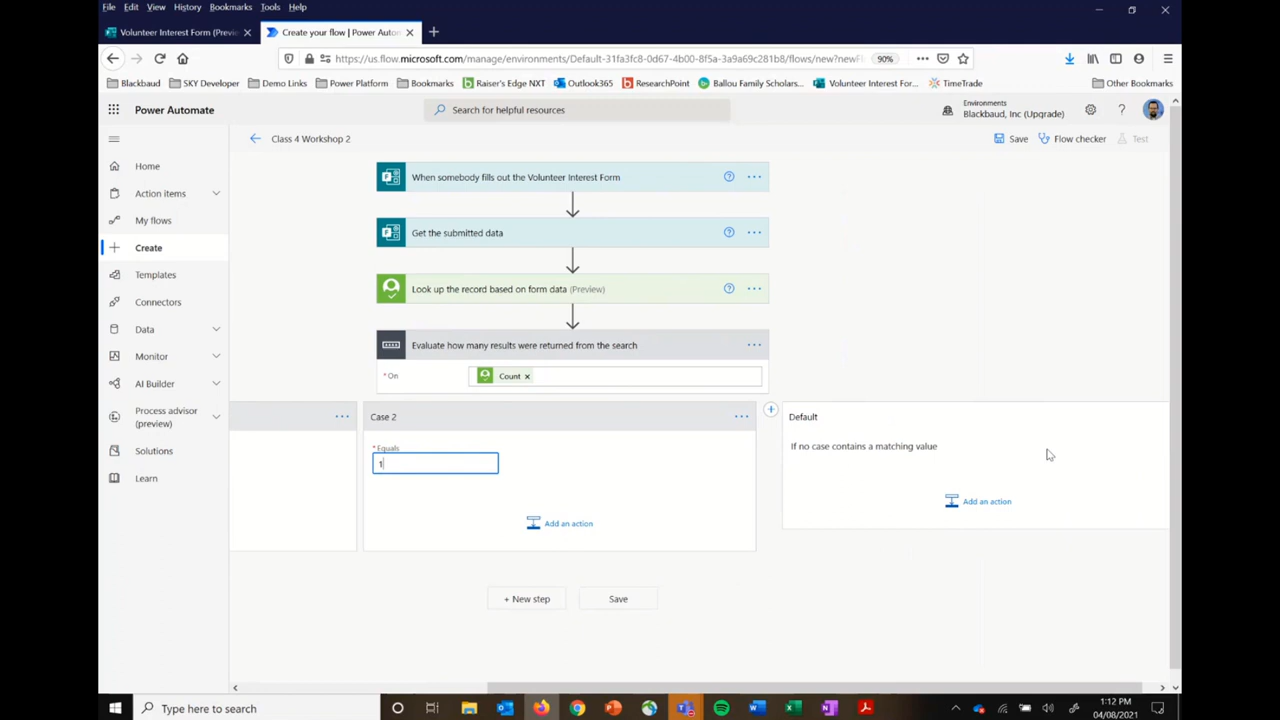 File Edit View History Bookmarks Tools Help
Volunteer Interest Form (Previe × Create your flow | Power Autom ×
https://us.flow.microsoft.com/manage/environments/Default-31fa3fc8-0d67-4b00-8f5a-3a9a69c281b8/flows/new?newFl 90%
Blackbaud SKY Developer Demo Links Power Platform Bookmarks Raiser's Edge NXT Outlook365 ResearchPoint Ballou Family Scholars... Volunteer Interest For... TimeTrade Other Bookmarks
Power Automate
Search for helpful resources
Environments
Blackbaud, Inc (Upgrade)
Class 4 Workshop 2
Save Flow checker Test
Home
Action items
My flows
Create
Templates
Connectors
Data
Monitor
AI Builder
Process advisor
(preview)
Solutions
Learn
When somebody fills out the Volunteer Interest Form
Get the submitted data
Look up the record based on form data (Preview)
Evaluate how many results were returned from the search
* On Count ×
Case 2
* Equals
1
Add an action
Default
If no case contains a matching value
Add an action
+ New step Save
Type here to search
1:12 PM
04/08/2021